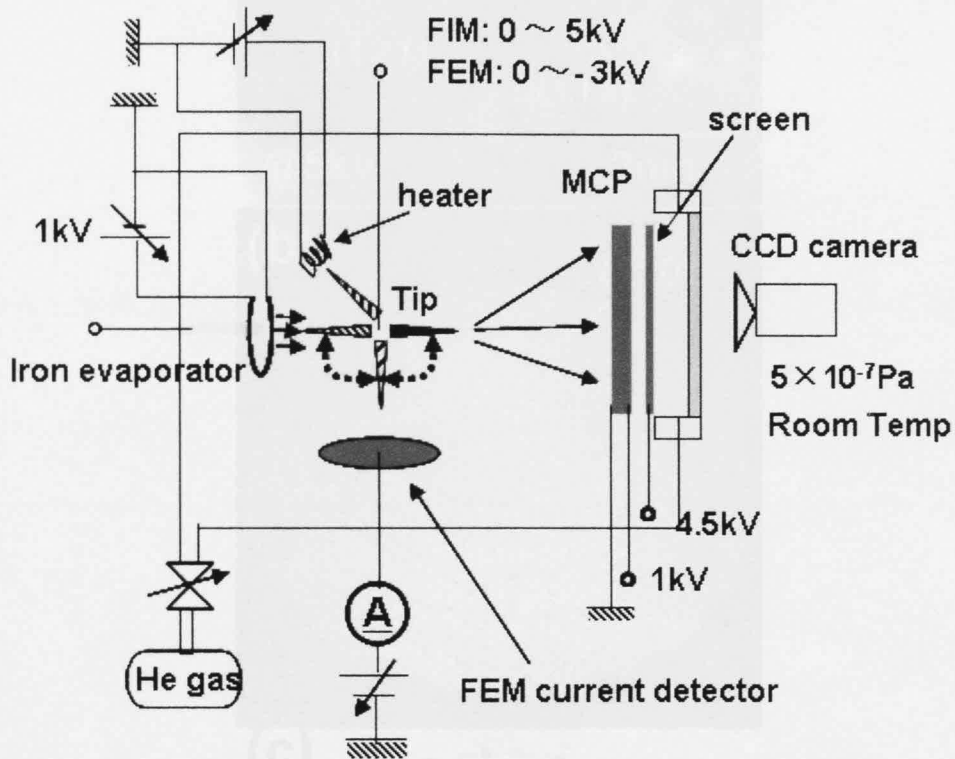 FIM: 0 ~ 5kV
FEM: 0 ~ -3kV
screen
MCP
heater
1kV
CCD camera
Tip
Iron evaporator
5×10-7Pa
Room Temp
4.5kV
1kV
A
He gas
FEM current detector